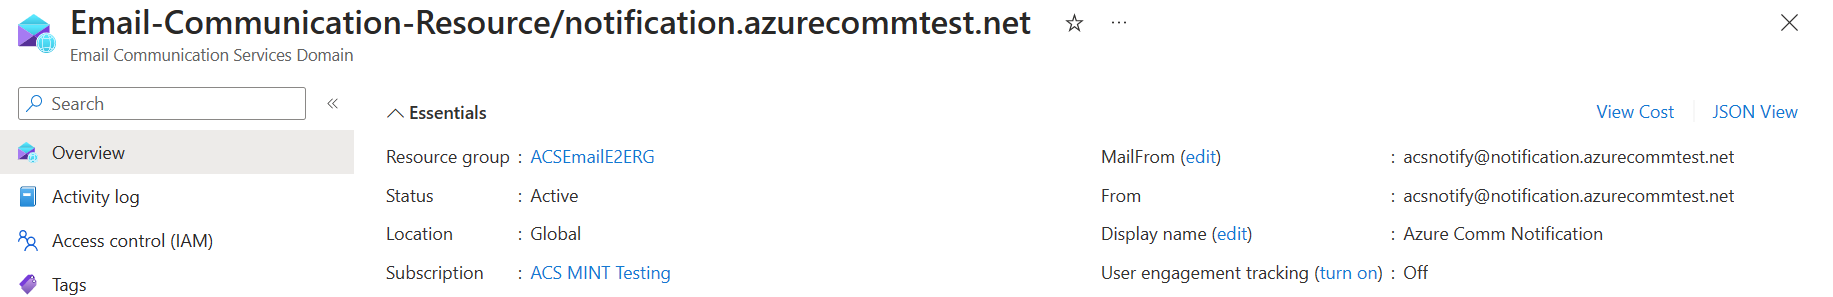 Email-Communication-Resource/notification.azurecommtest.net
Email Communication Services Domain
Search
Overview
Activity log
Access control (IAM)
Tags
Essentials
View Cost
JSON View
Resource group : ACSEmailE2ERG
Status : Active
Location : Global
Subscription : ACS MINT Testing
MailFrom (edit) : acsnotify@notification.azurecommtest.net
From : acsnotify@notification.azurecommtest.net
Display name (edit) : Azure Comm Notification
User engagement tracking (turn on) : Off